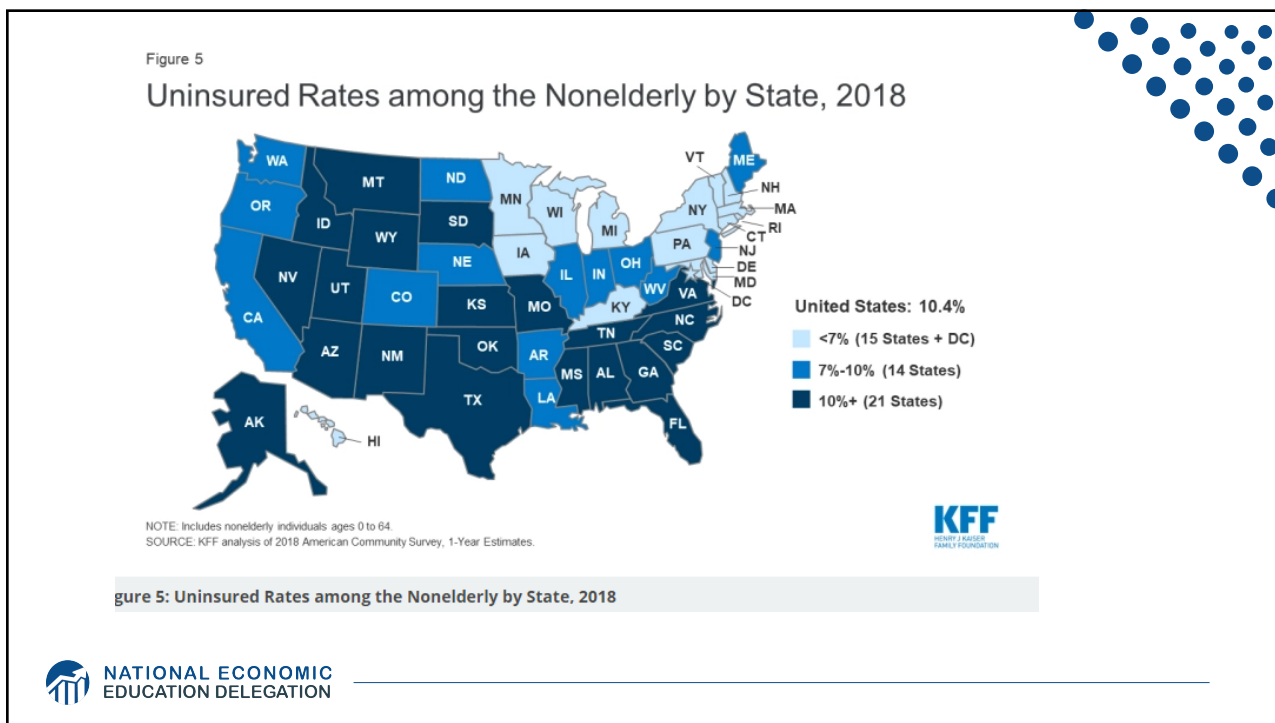 Figure 5
Uninsured Rates among the Nonelderly by State, 2018
WA
MT
ND
MN
VT
ME
OR
ID
SD
WI
MI
NY
NH
MA
RI
CT
WY
IA
PA
NJ
NV
NE
IL
IN
OH
DE
MD
UT
CO
WV
VA
DC
CA
KS
MO
KY
NC
TN
AZ
NM
OK
AR
SC
MS
AL
GA
TX
LA
FL
AK
HI
United States: 10.4%
<7% (15 States + DC)
7%-10% (14 States)
10%+ (21 States)
NOTE: Includes nonelderly individuals ages 0 to 64.
SOURCE: KFF analysis of 2018 American Community Survey, 1-Year Estimates.
KFF
HENRY J KAISER
FAMILY FOUNDATION
gure 5: Uninsured Rates among the Nonelderly by State, 2018
NATIONAL ECONOMIC
EDUCATION DELEGATION